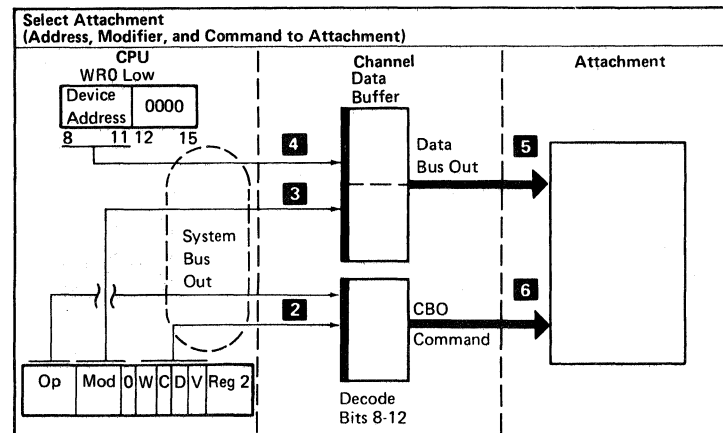 Select Attachment
(Address, Modifier, and Command to Attachment)
CPU
WR0 Low
Device
Address
0000
8 11 12 15
Channel
Data
Buffer
Attachment
4
3
System
Bus
Out
2
Data
Bus Out
5
6
CBO
Command
Op Mod 0 W C D V Reg 2
Decode
Bits 8-12